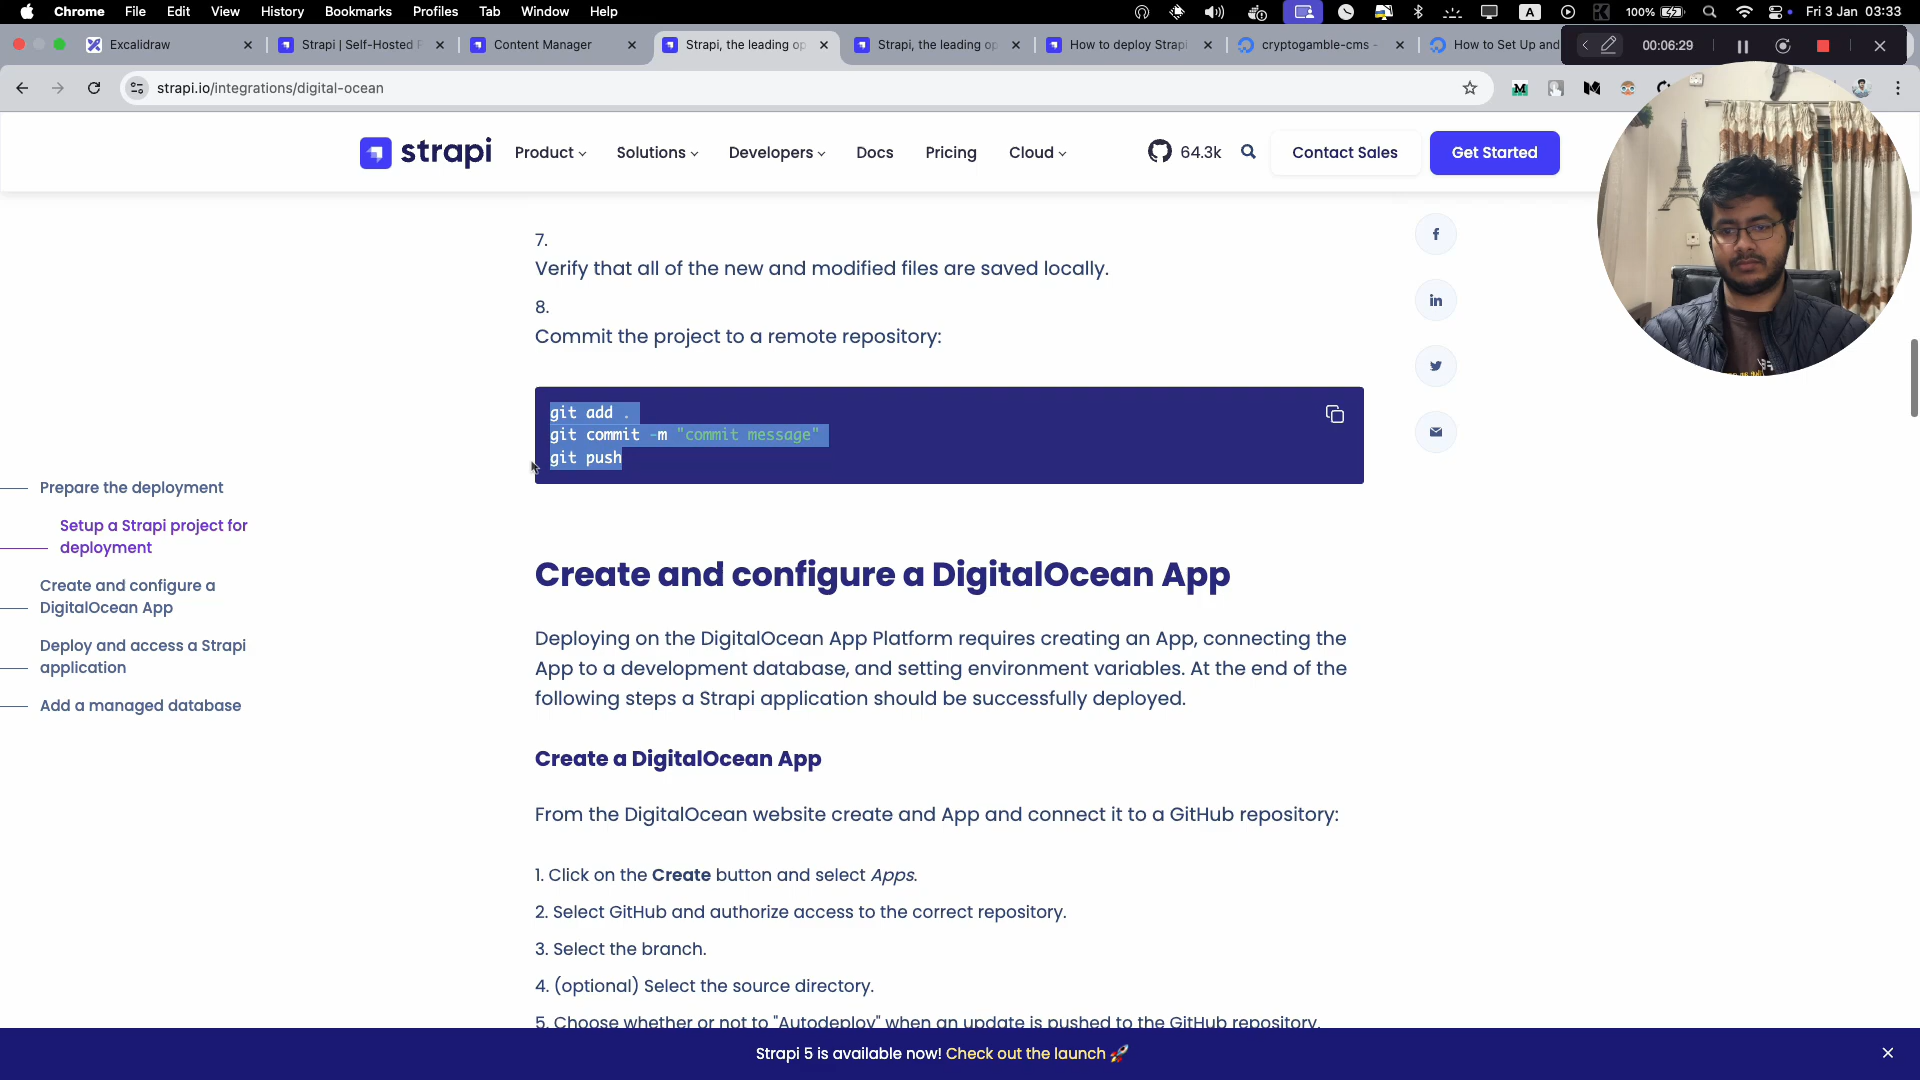 Chrome File Edit View History Bookmarks Profiles Tab Window Help A 100% Fri 3 Jan 03:33
Excalidraw Strapi | Self-Hosted Content Manager Strapi, the leading op Strapi, the leading op How to deploy Strapi cryptogamble-cms - How to Set Up and 00:06:29
strapi.io/integrations/digital-ocean
strapi Product Solutions Developers Docs Pricing Cloud 64.3k Contact Sales Get Started
7.
Verify that all of the new and modified files are saved locally.
8.
Commit the project to a remote repository:
git add .
git commit -m "commit message"
git push
Prepare the deployment
Setup a Strapi project for
deployment
Create and configure a
DigitalOcean App
Deploy and access a Strapi
application
Add a managed database
Create and configure a DigitalOcean App
Deploying on the DigitalOcean App Platform requires creating an App, connecting the
App to a development database, and setting environment variables. At the end of the
following steps a Strapi application should be successfully deployed.
Create a DigitalOcean App
From the DigitalOcean website create and App and connect it to a GitHub repository:
1. Click on the Create button and select Apps.
2. Select GitHub and authorize access to the correct repository.
3. Select the branch.
4. (optional) Select the source directory.
5. Choose whether or not to "Autodeploy" when an update is pushed to the GitHub repository.
Strapi 5 is available now! Check out the launch 🚀